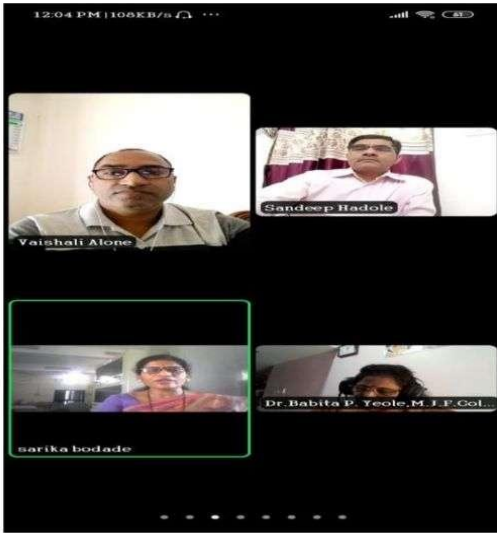 12:04 PM | 108KB/s ...
Vaishali Alone
Sandeep Hadole
sarika bodade
Dr.Babita P. Yeole,M.J.F.Col...